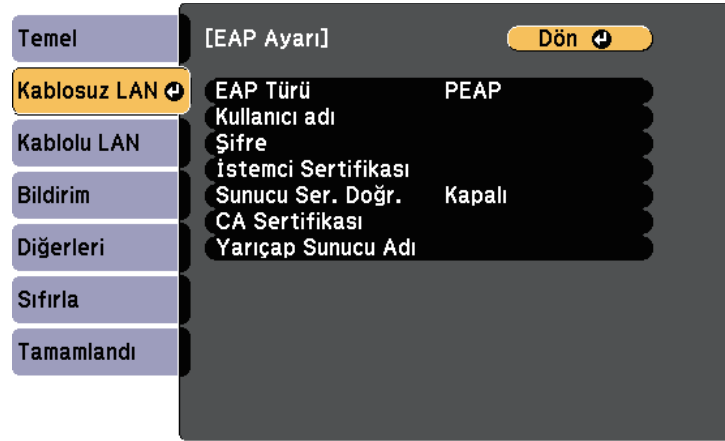 Temel
Kablosuz LAN
Kablolu LAN
Bildirim
Diğerleri
Sıfırla
Tamamlandı
[EAP Ayarı]
Dön
EAP Türü PEAP
Kullanıcı adı
Şifre
İstemci Sertifikası
Sunucu Ser. Doğr. Kapalı
CA Sertifikası
Yarıçap Sunucu Adı